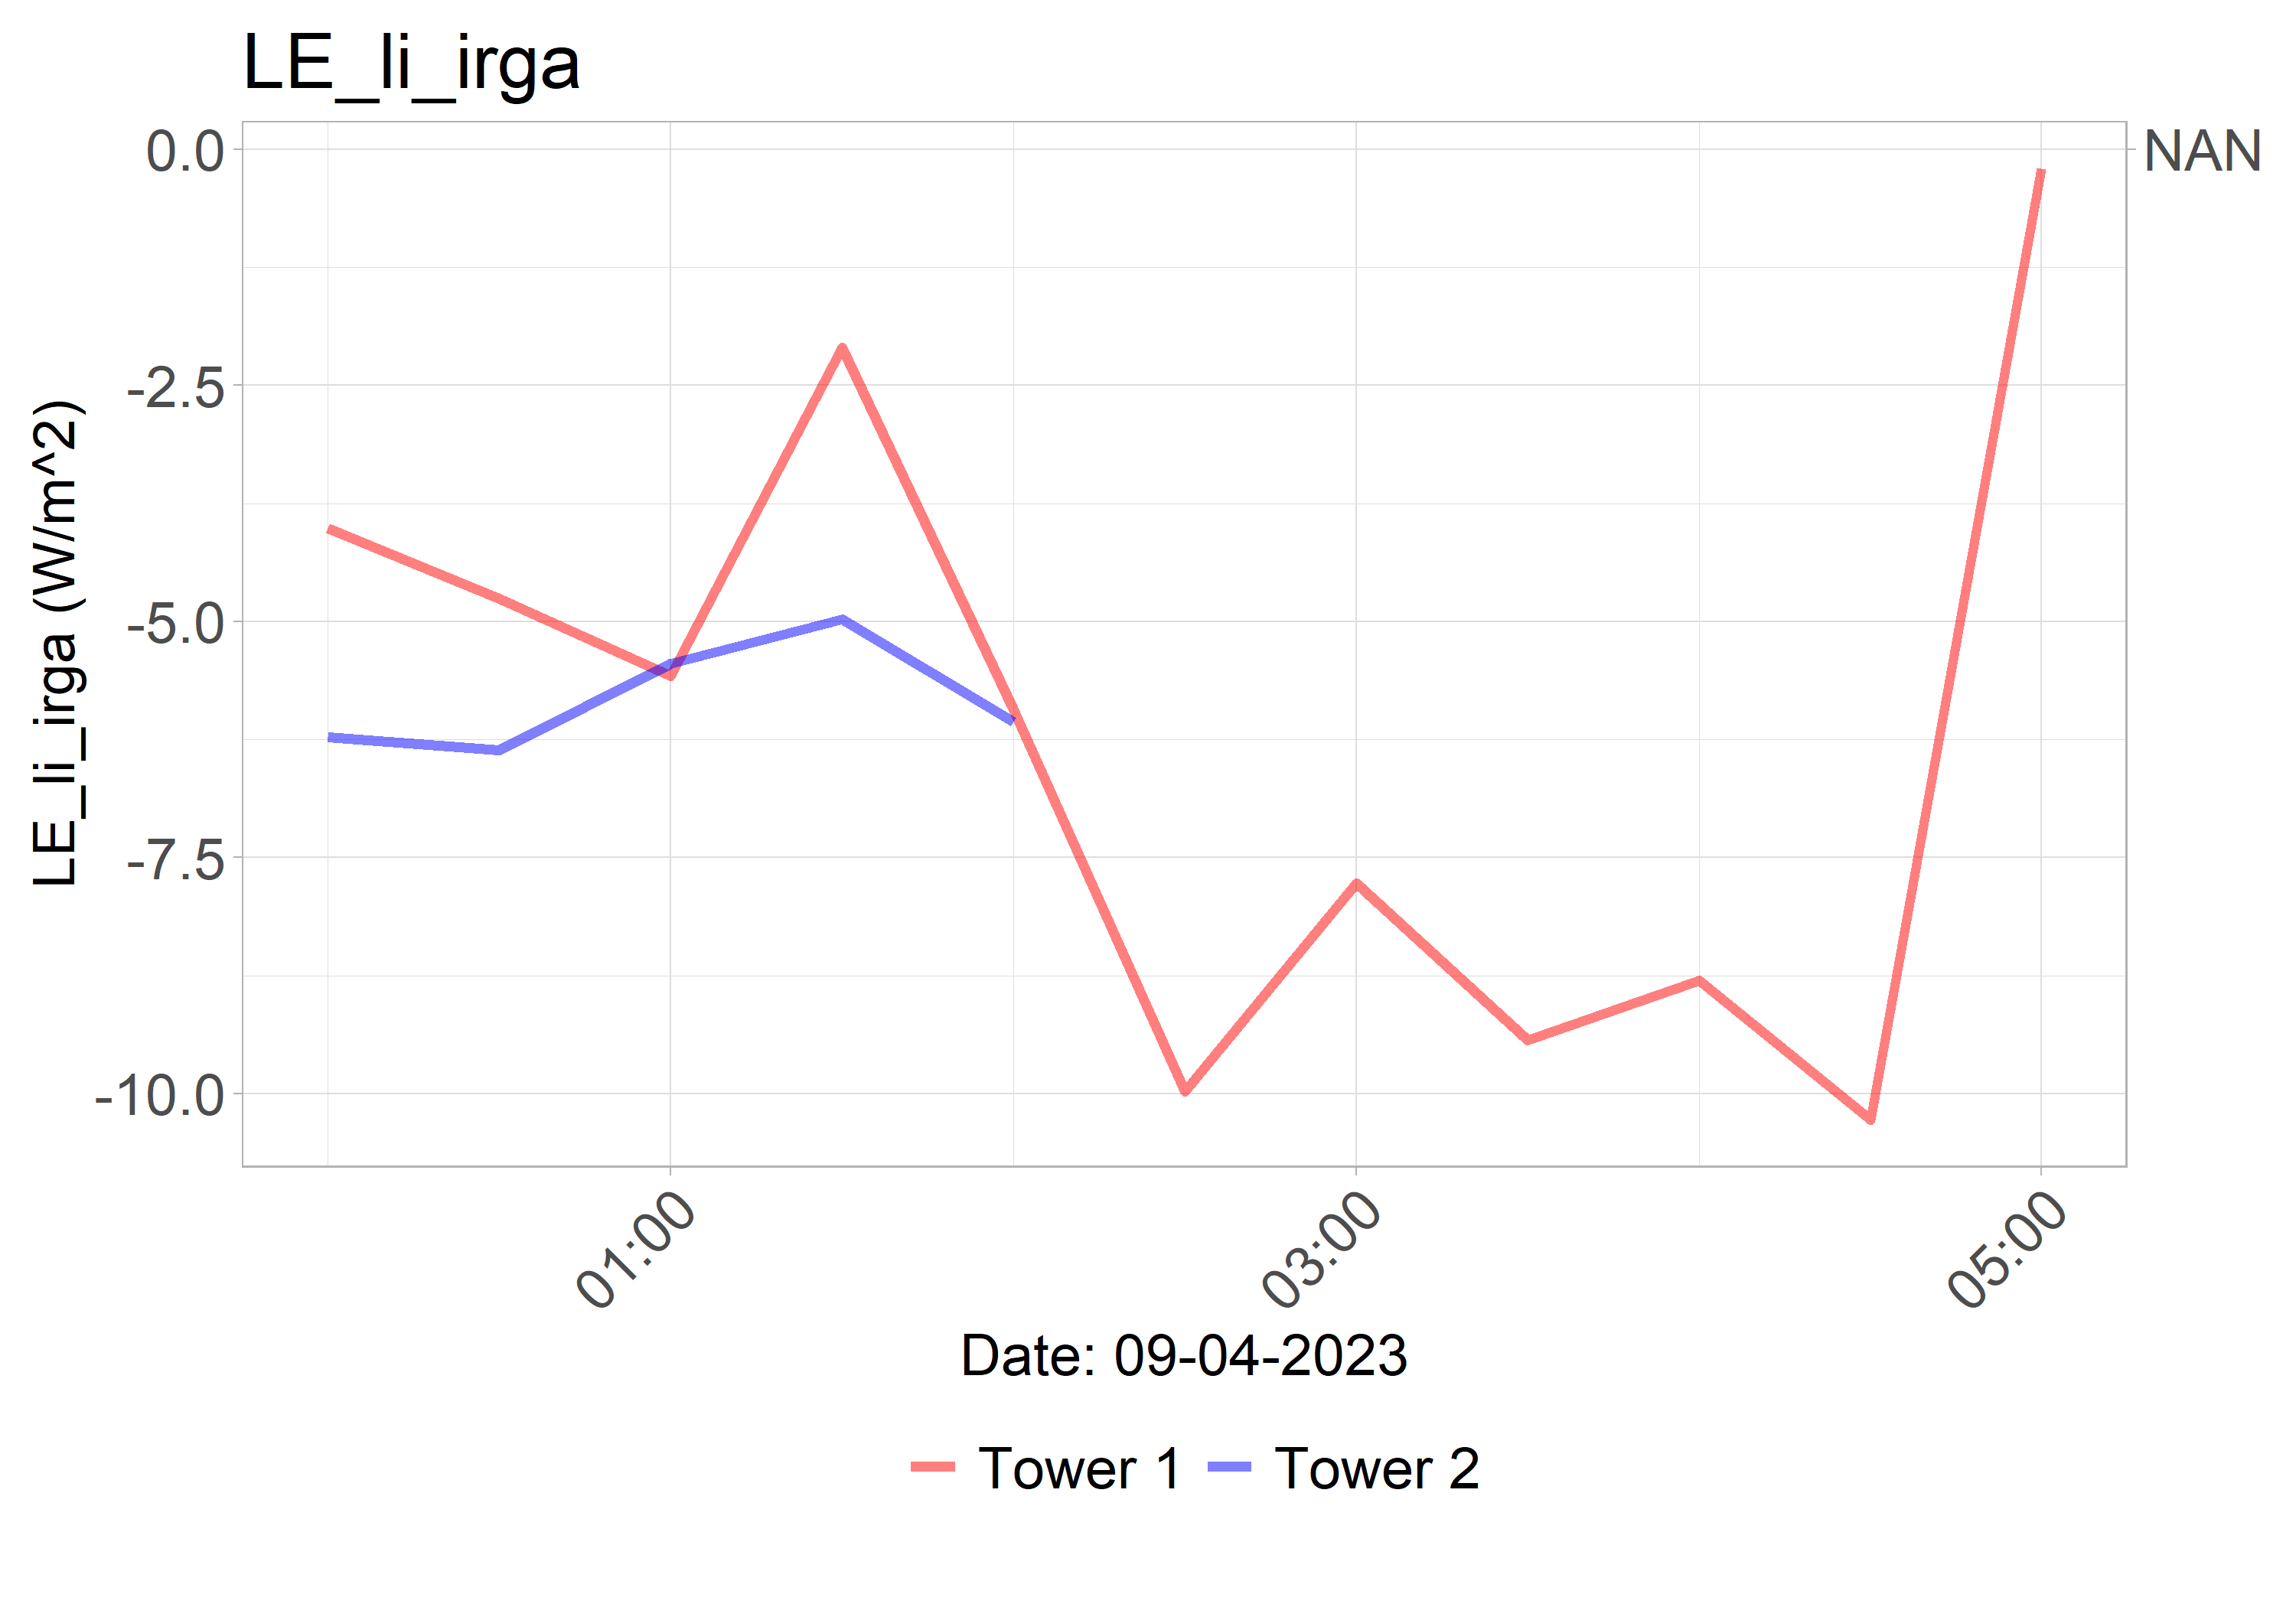 LE_li_irga
0.0
NAN
-2.5
-5.0
-7.5
-10.0
LE_li_irga (W/m^2)
01:00
03:00
05:00
Date: 09-04-2023
Tower 1
Tower 2